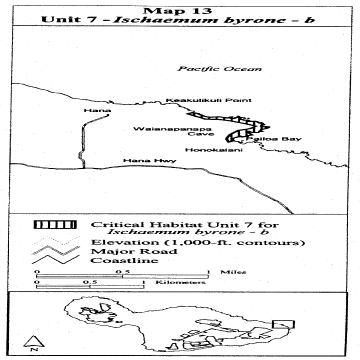 Map 13
Unit 7 - Ischaemum byrone - b
Pacific Ocean
Keakulikuli Point
Hana
Waianapanapa
Cave
Pailoa Bay
Honokalani
Hana Hwy
Critical Habitat Unit 7 for
Ischaemum byrone - b
Elevation (1,000-ft. contours)
Major Road
Coastline
0 0.5 1 Miles
0 0.5 1 Kilometers